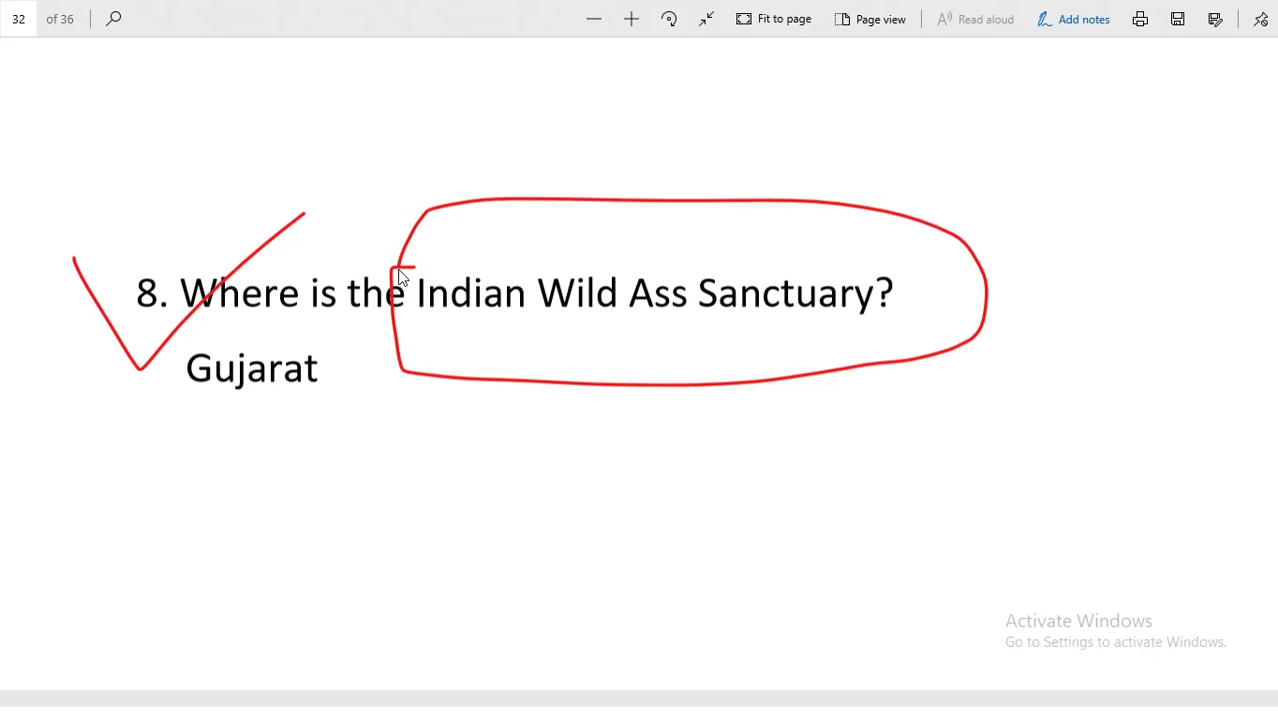 32 of 36 Fit to page Page view Read aloud Add notes
8. Where is the Indian Wild Ass Sanctuary?
Gujarat
Activate Windows
Go to Settings to activate Windows.